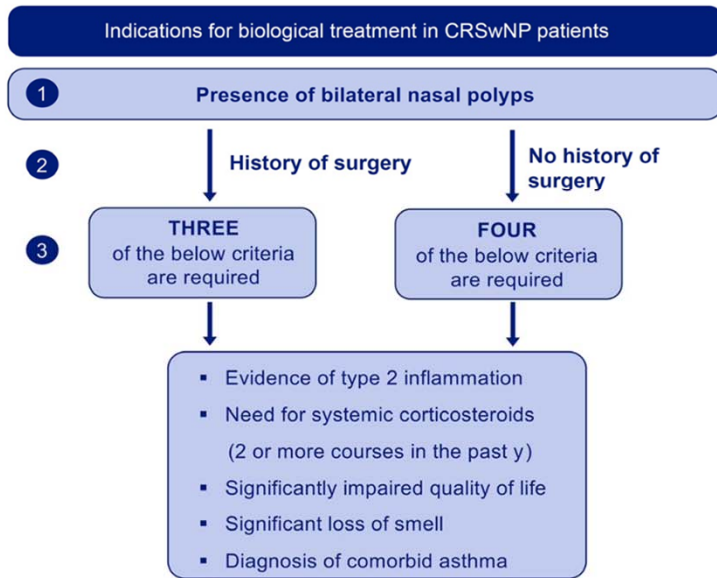 Indications for biological treatment in CRSwNP patients
1
Presence of bilateral nasal polyps
2
History of surgery
No history of
surgery
3
THREE
of the below criteria
are required
FOUR
of the below criteria
are required
▪ Evidence of type 2 inflammation
▪ Need for systemic corticosteroids
(2 or more courses in the past y)
▪ Significantly impaired quality of life
▪ Significant loss of smell
▪ Diagnosis of comorbid asthma